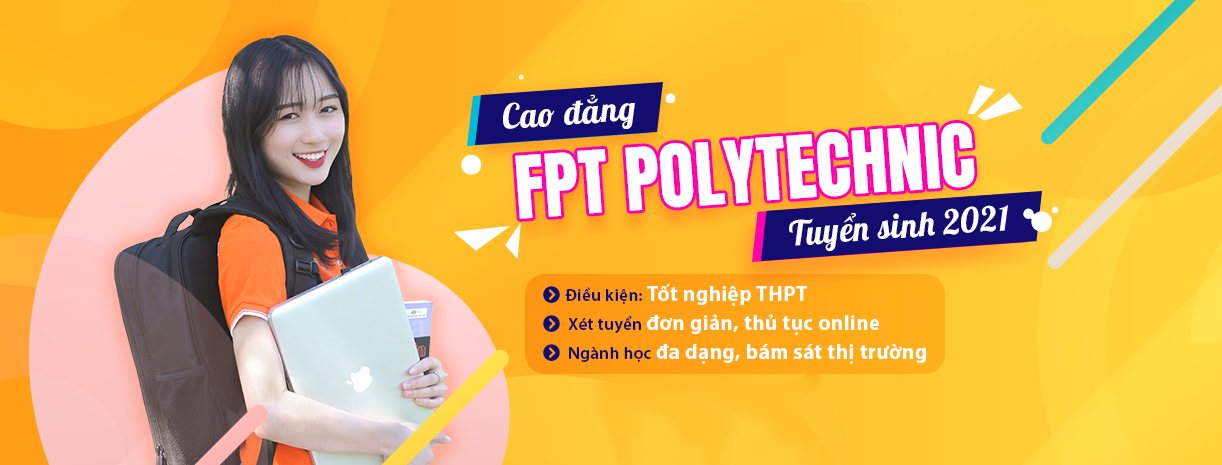 Cao đẳng
FPT POLYTECHNIC
Tuyển sinh 2021
Điều kiện: Tốt nghiệp THPT
Xét tuyển đơn giản, thủ tục online
Ngành học đa dạng, bám sát thị trường